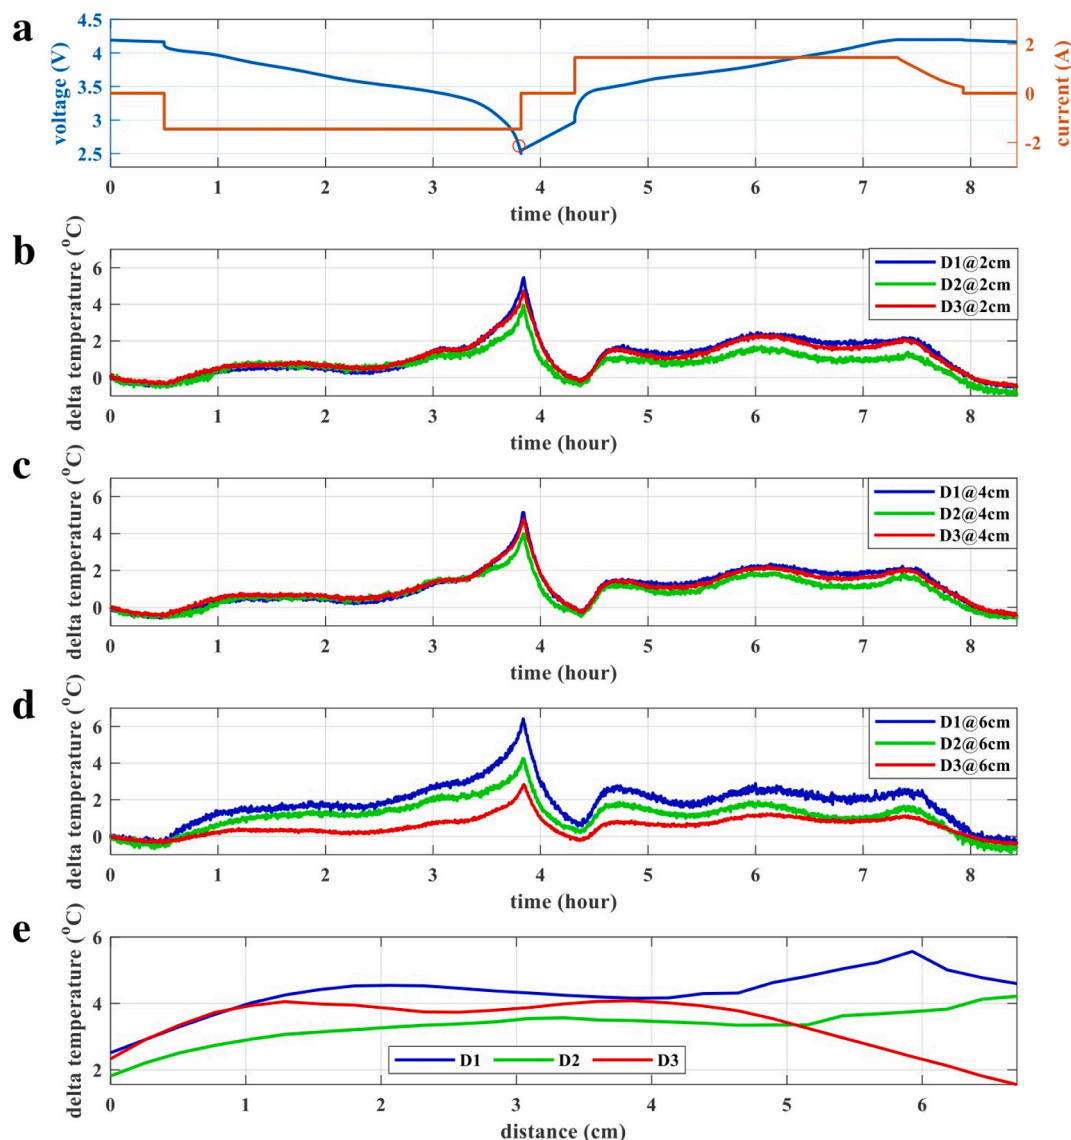 a
voltage (V)
4.5
4
3.5
3
2.5
2
0
-2
current (A)
0 1 2 3 4 5 6 7 8
time (hour)
b
delta temperature (°C)
6
4
2
0
D1@2cm
D2@2cm
D3@2cm
0 1 2 3 4 5 6 7 8
time (hour)
c
delta temperature (°C)
6
4
2
0
D1@4cm
D2@4cm
D3@4cm
0 1 2 3 4 5 6 7 8
time (hour)
d
delta temperature (°C)
6
4
2
0
D1@6cm
D2@6cm
D3@6cm
0 1 2 3 4 5 6 7 8
time (hour)
e
delta temperature (°C)
6
4
2
D1 D2 D3
0 1 2 3 4 5 6
distance (cm)